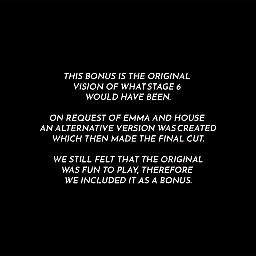 THIS BONUS IS THE ORIGINAL
VISION OF WHAT STAGE 6
WOULD HAVE BEEN.
ON REQUEST OF EMMA AND HOUSE
AN ALTERNATIVE VERSION WAS CREATED
WHICH THEN MADE THE FINAL CUT.
WE STILL FELT THAT THE ORIGINAL
WAS FUN TO PLAY, THEREFORE
WE INCLUDED IT AS A BONUS.